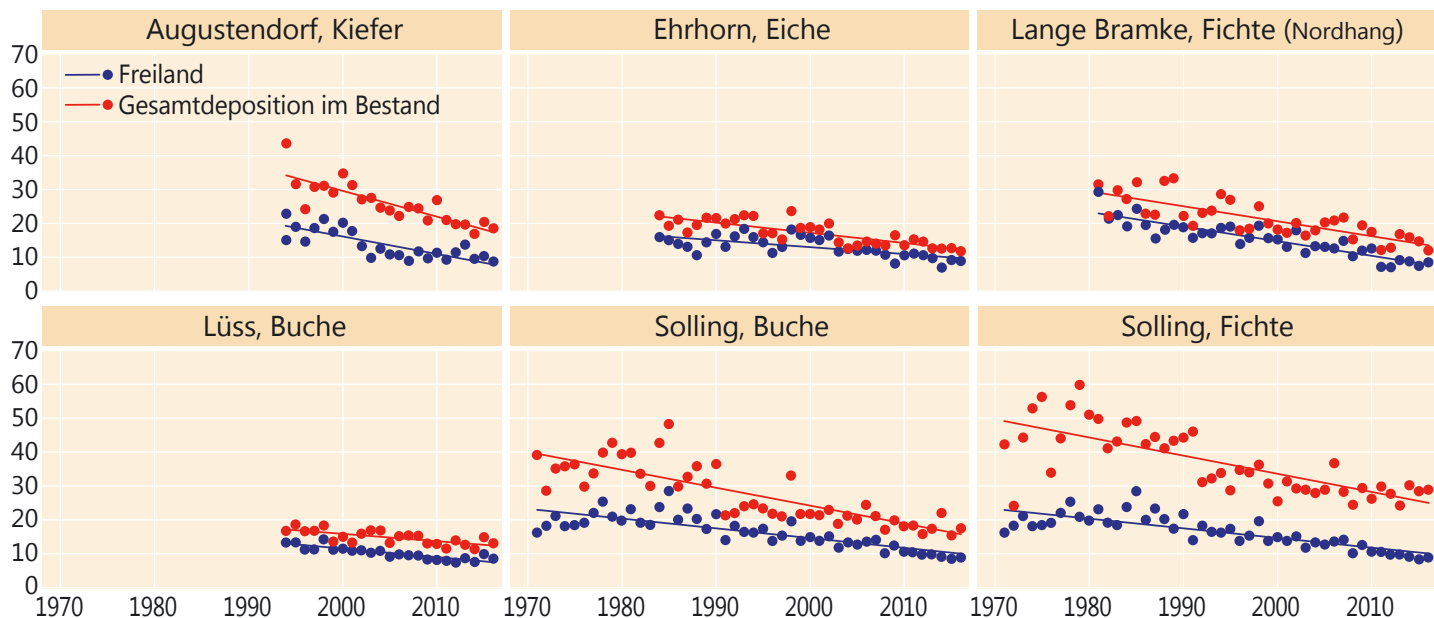 Augustendorf, Kiefer
Ehrhorn, Eiche
Lange Bramke, Fichte (Nordhang)
70
60
50
40
30
20
10
0
Freiland
Gesamtdeposition im Bestand
Lüss, Buche
Solling, Buche
Solling, Fichte
70
60
50
40
30
20
10
0
1970 1980 1990 2000 2010
1970 1980 1990 2000 2010
1970 1980 1990 2000 2010